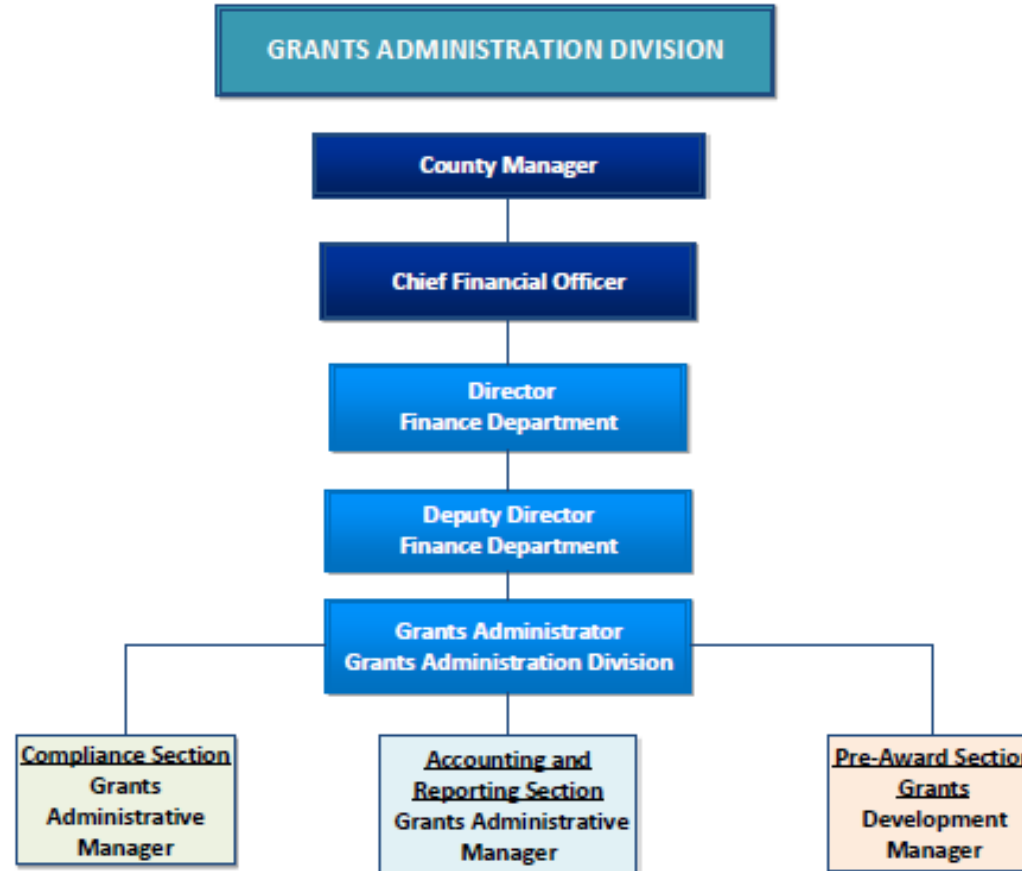 GRANTS ADMINISTRATION DIVISION
County Manager
Chief Financial Officer
Director
Finance Department
Deputy Director
Finance Department
Grants Administrator
Grants Administration Division
Compliance Section
Grants
Administrative
Manager
Accounting and
Reporting Section
Grants Administrative
Manager
Pre-Award Section
Grants
Development
Manager